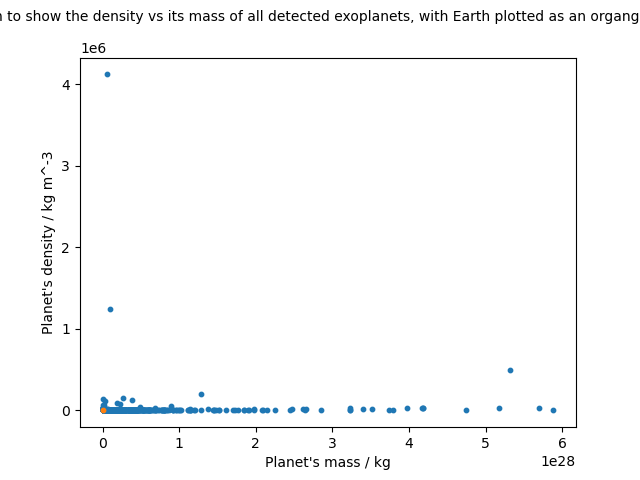 to show the density vs its mass of all detected exoplanets, with Earth plotted as an organg
1e6
4
3
2
1
0
Planet's density / kg m^-3
0 1 2 3 4 5 6
1e28
Planet's mass / kg